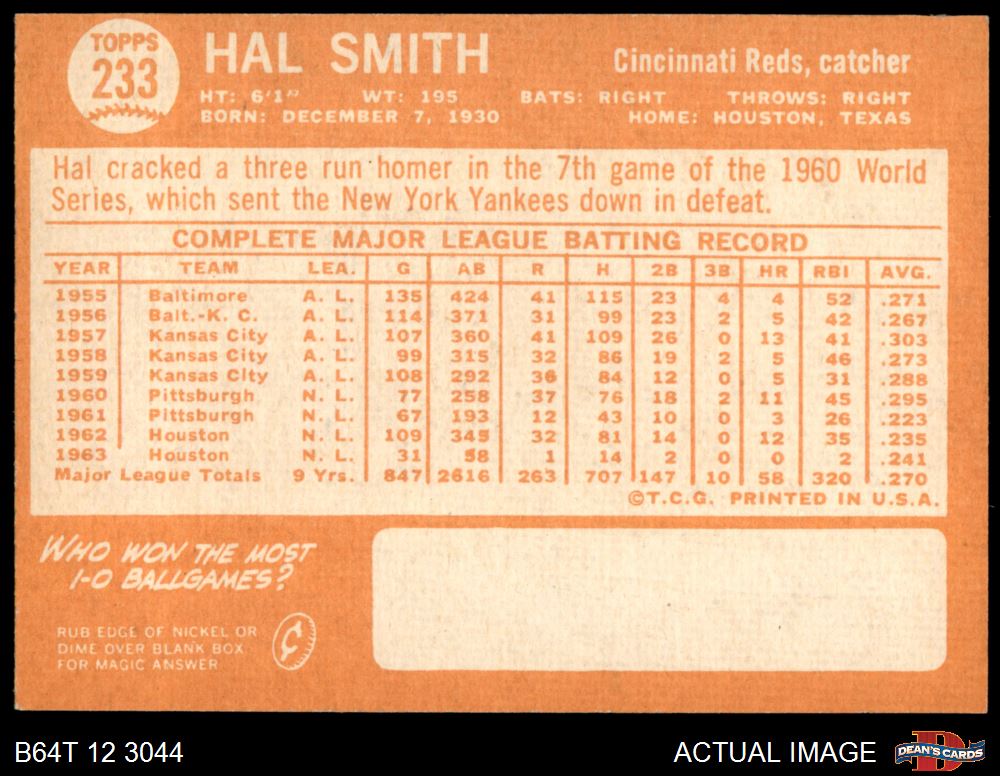 TOPPS
233
HAL SMITH
Cincinnati Reds, catcher
HT: 6'1" WT: 195 BATS: RIGHT THROWS: RIGHT
BORN: DECEMBER 7, 1930 HOME: HOUSTON, TEXAS
Hal cracked a three run homer in the 7th game of the 1960 World
Series, which sent the New York Yankees down in defeat.
COMPLETE MAJOR LEAGUE BATTING RECORD
YEAR TEAM LEA. G AB R H 2B 3B HR RBI AVG.
1955 Baltimore A. L. 135 424 41 115 23 4 4 52 .271
1956 Balt.-K. C. A. L. 114 371 31 99 23 2 5 42 .267
1957 Kansas City A. L. 107 360 41 109 26 0 13 41 .303
1958 Kansas City A. L. 99 315 32 86 19 2 5 46 .273
1959 Kansas City A. L. 108 292 36 84 12 0 5 31 .288
1960 Pittsburgh N. L. 77 258 37 76 18 2 11 45 .295
1961 Pittsburgh N. L. 67 193 12 43 10 0 3 26 .223
1962 Houston N. L. 109 345 32 81 14 0 12 35 .235
1963 Houston N. L. 31 58 1 14 2 0 0 2 .241
Major League Totals 9 Yrs. 847 2616 263 707 147 10 58 320 .270
©T.C.G. PRINTED IN U.S.A.
WHO WON THE MOST
1-0 BALLGAMES?
RUB EDGE OF NICKEL OR
DIME OVER BLANK BOX
FOR MAGIC ANSWER
¢
B64T 12 3044
ACTUAL IMAGE
D
DEAN'S CARDS